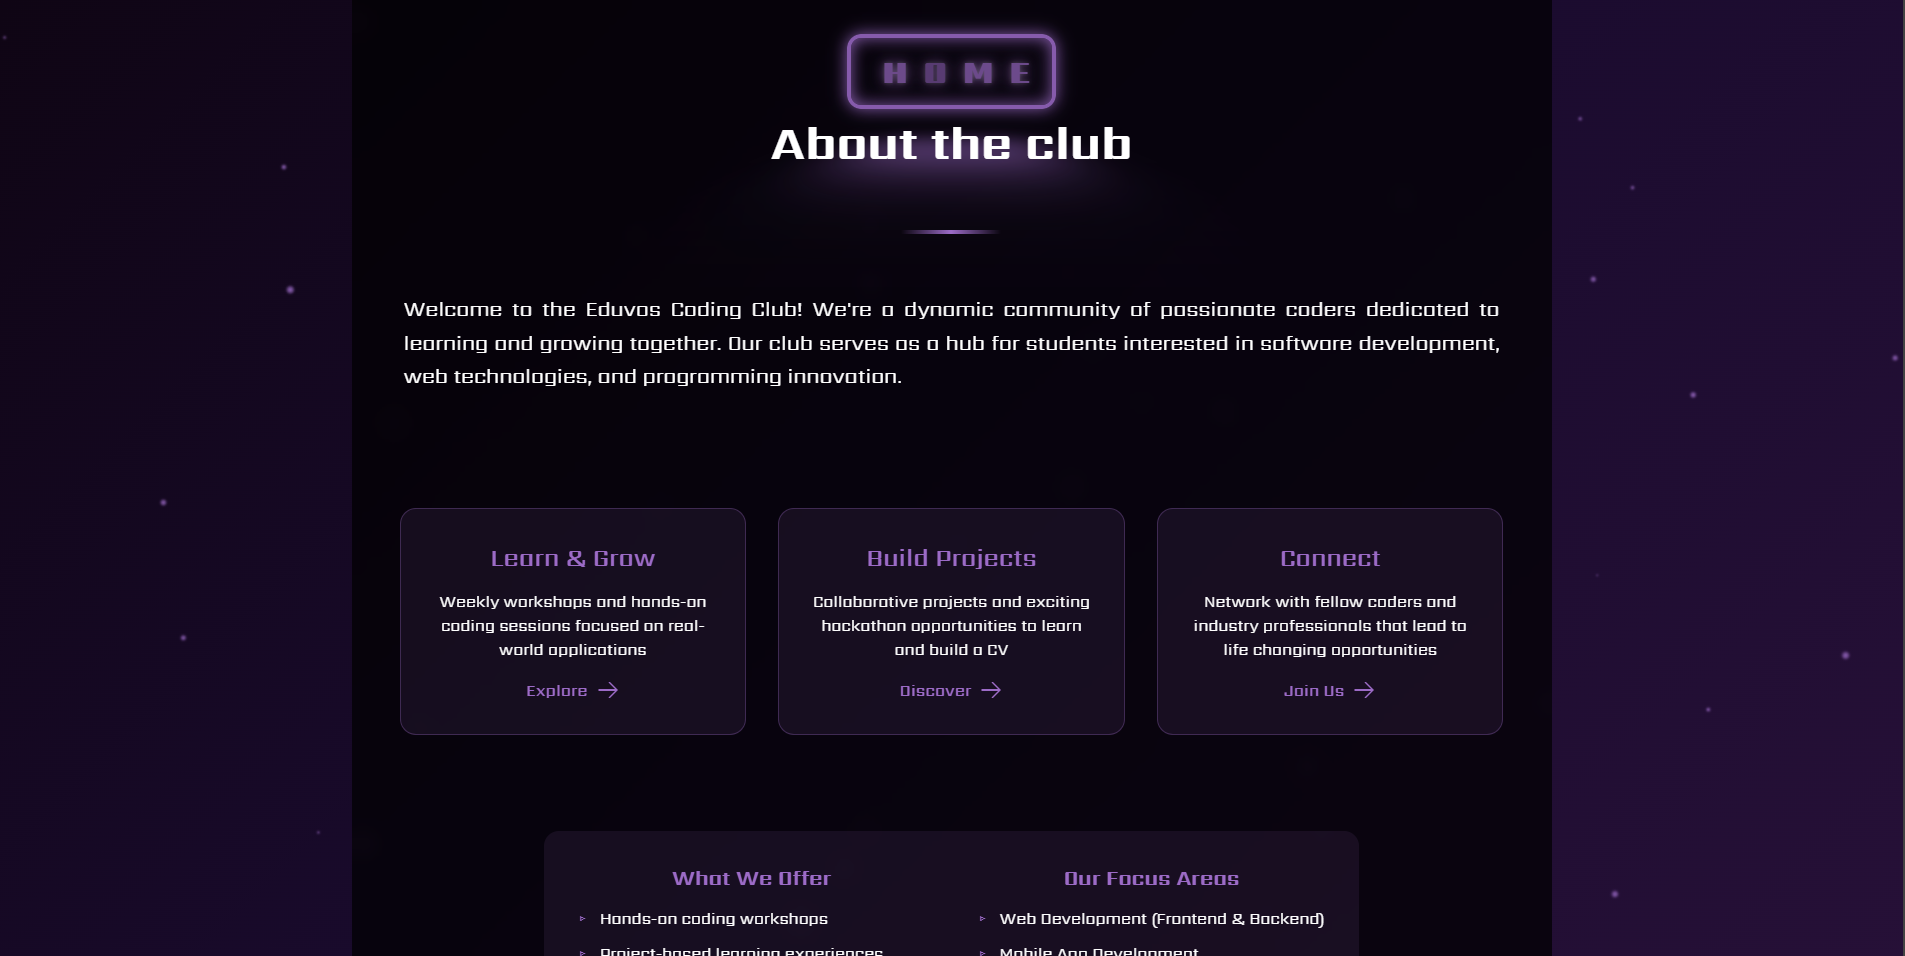 HOME
About the club
Welcome to the Eduvos Coding Club! We're a dynamic community of passionate coders dedicated to
learning and growing together. Our club serves as a hub for students interested in software development,
web technologies, and programming innovation.
Learn & Grow
Weekly workshops and hands-on
coding sessions focused on real-
world applications
Explore
Build Projects
Collaborative projects and exciting
hackathon opportunities to learn
and build a CV
Discover
Connect
Network with fellow coders and
industry professionals that lead to
life changing opportunities
Join Us
What We Offer
Hands-on coding workshops
Project-based learning experiences
Our Focus Areas
Web Development (Frontend & Backend)
Mobile App Development